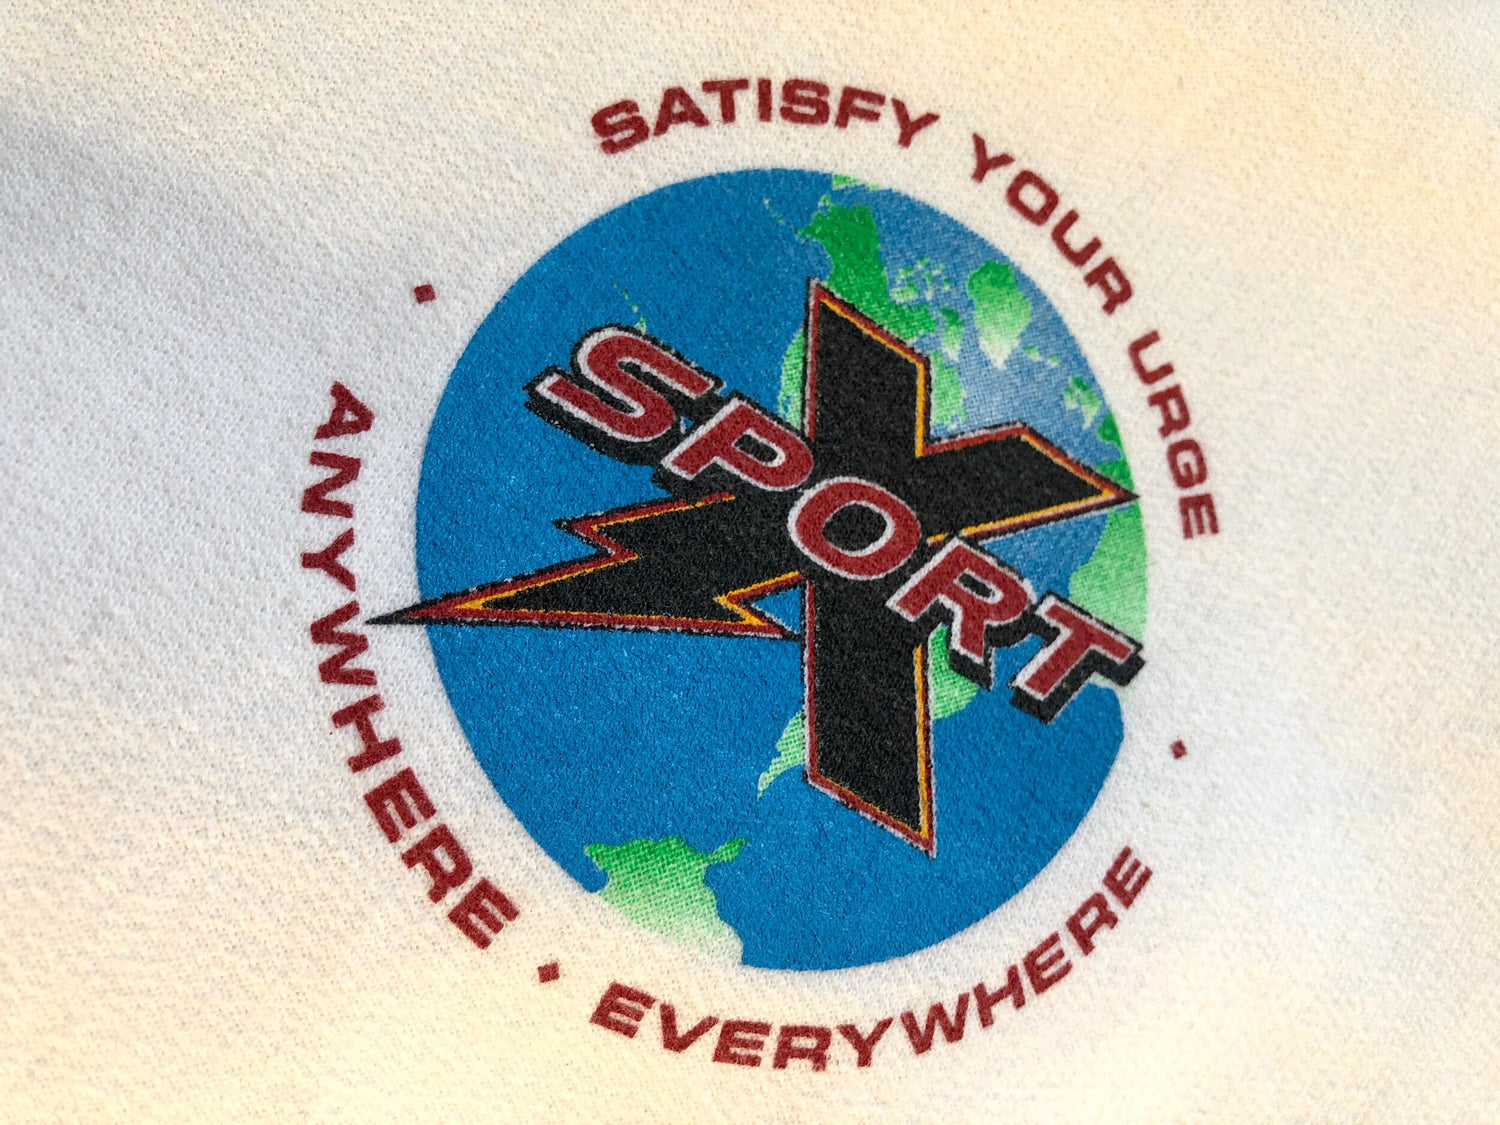 SATISFY YOUR URGE
X
SPORT
ANYWHERE • EVERYWHERE •